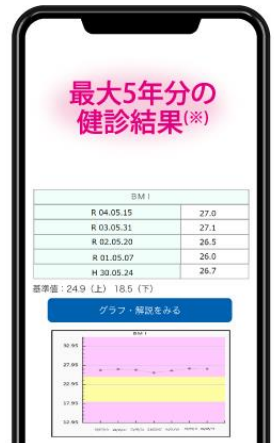 最大5年分の
健診結果(※)
BMI
R 04.05.15 27.0
R 03.05.31 27.1
R 02.05.20 26.5
R 01.05.07 26.0
H 30.05.24 26.7
基準値：24.9（上） 18.5（下）
グラフ・解説をみる
BMI
32.95
27.95
22.95
17.95
12.95